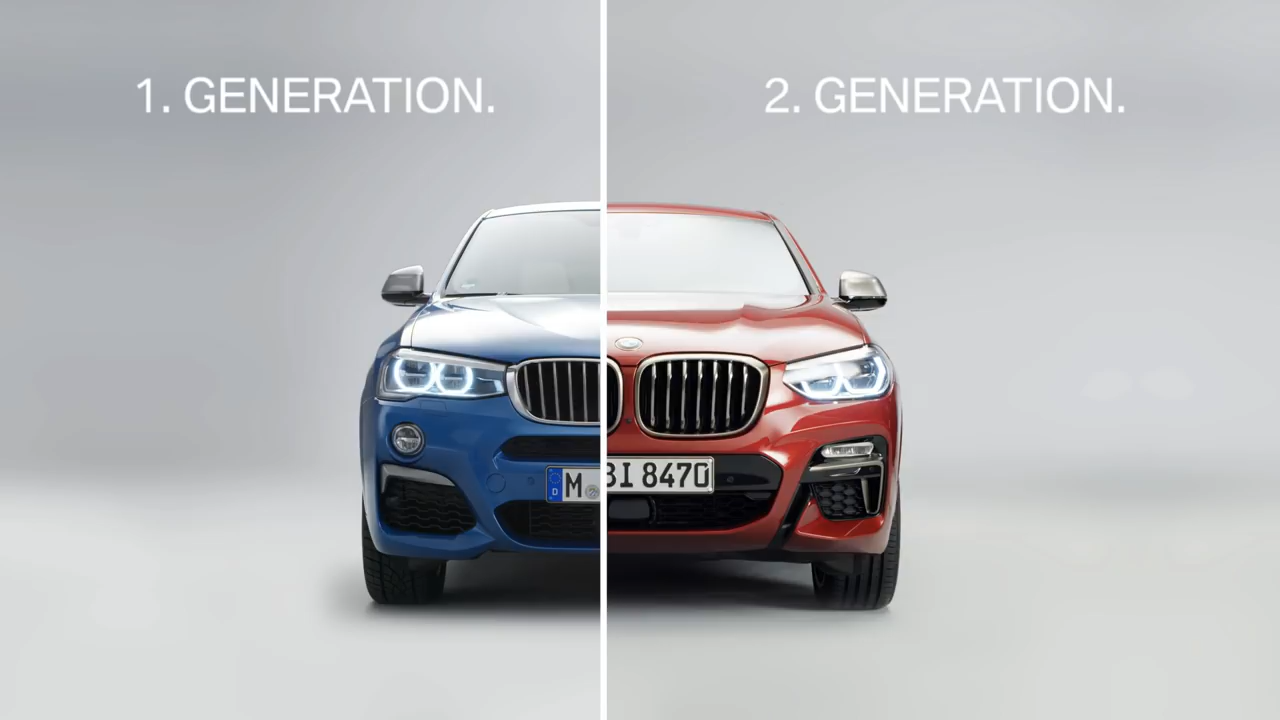 1. GENERATION.
2. GENERATION.
M
BI 8470
D